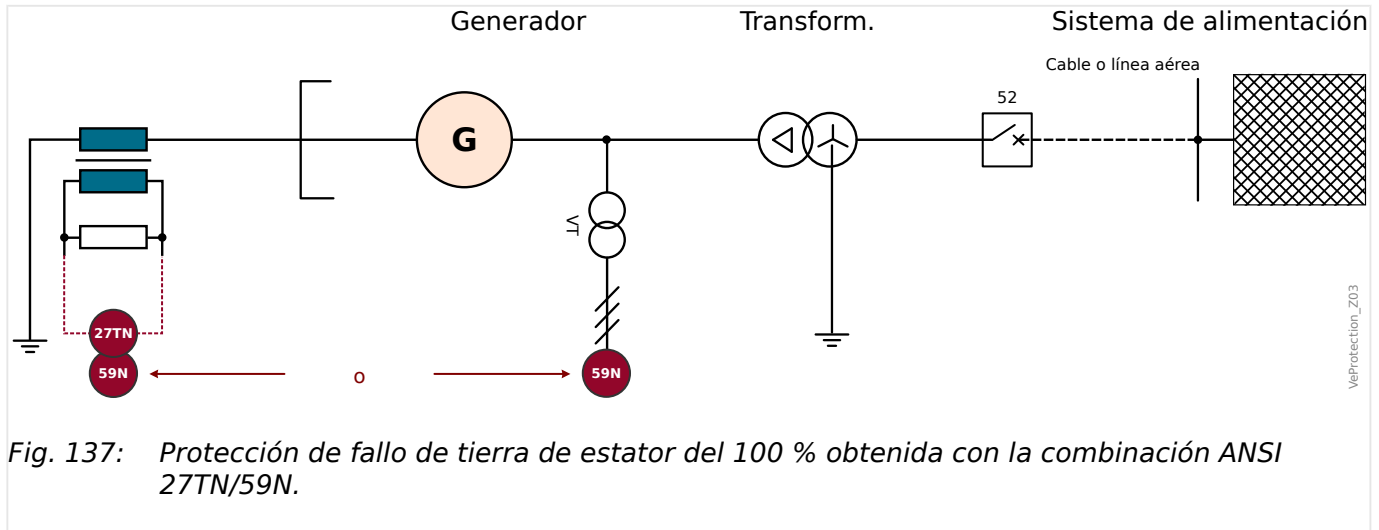 Generador Transform. Sistema de alimentación
Cable o línea aérea
52
G
VT
27TN
59N
o
59N
VeProtection_Z03
Fig. 137: Protección de fallo de tierra de estator del 100 % obtenida con la combinación ANSI
27TN/59N.